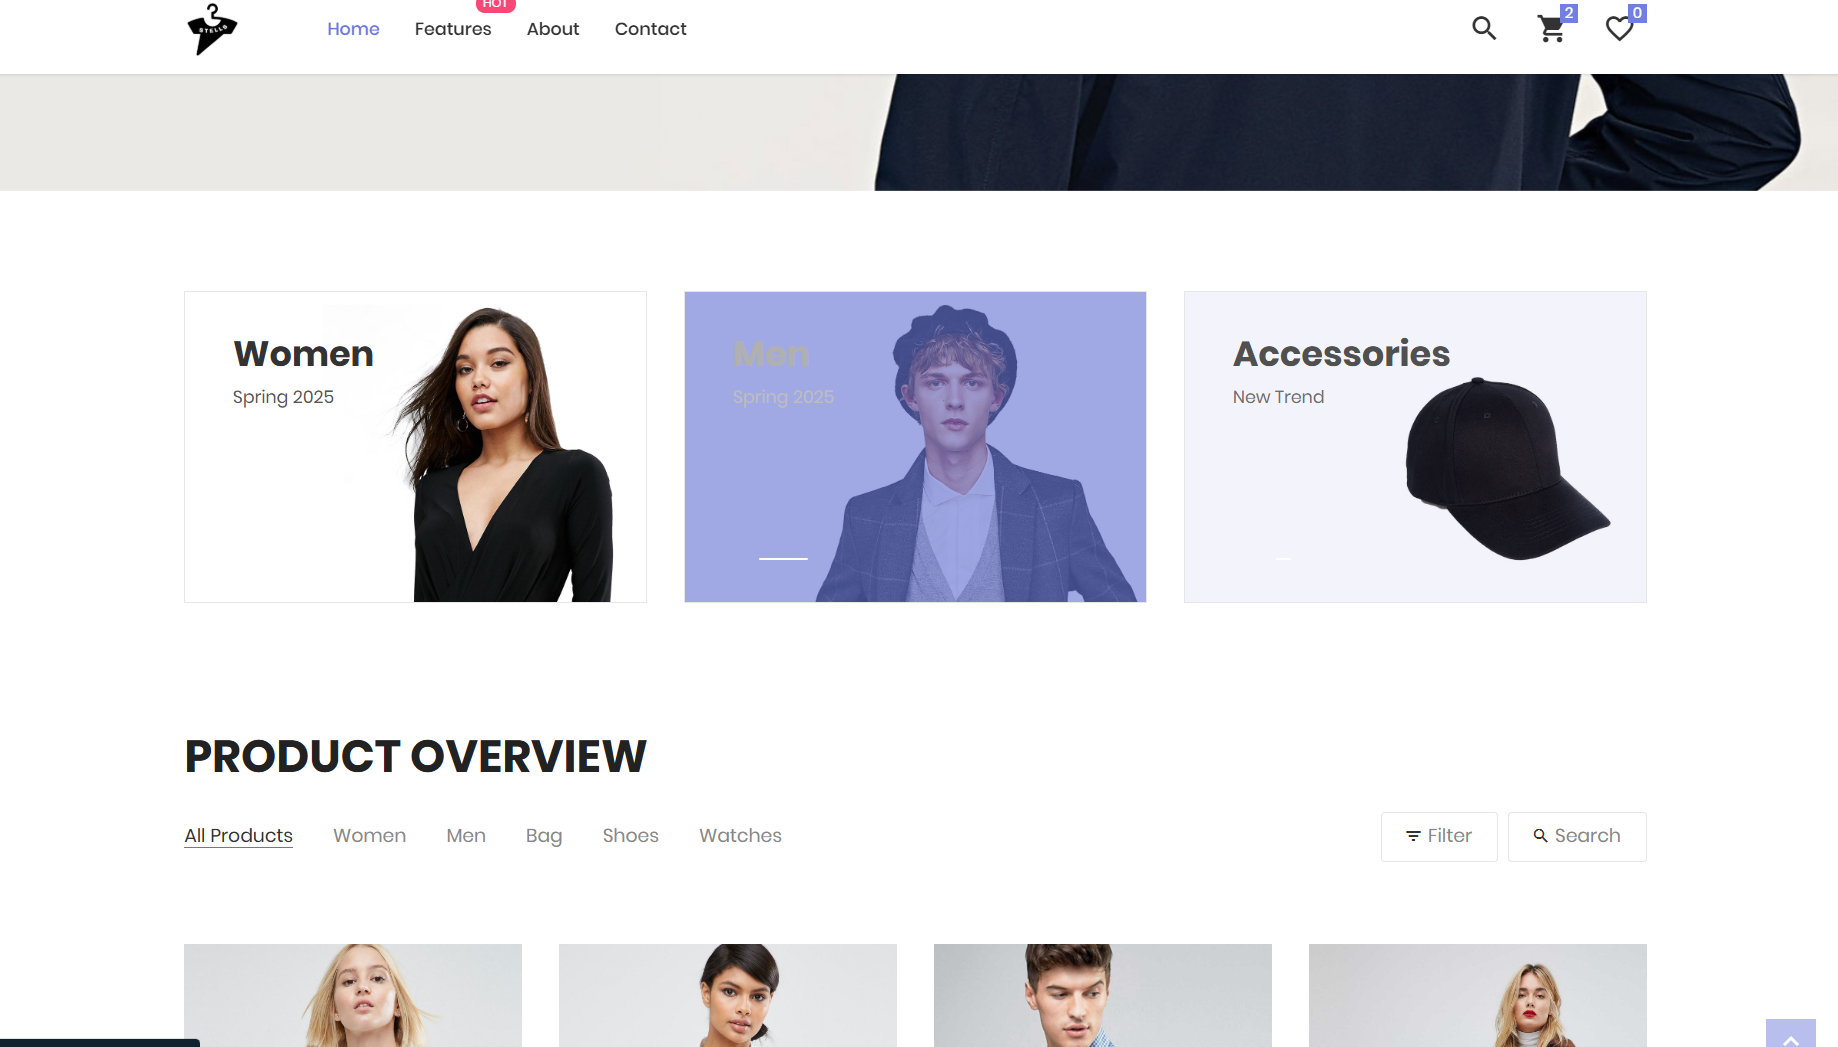 HOT
STELLS
Home Features About Contact
2 0
Women
Spring 2025
Men
Spring 2025
Accessories
New Trend
PRODUCT OVERVIEW
All Products Women Men Bag Shoes Watches
Filter Search